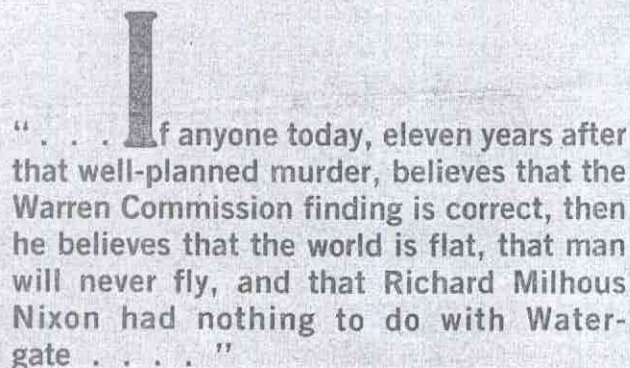 “ . . . If anyone today, eleven years after
that well-planned murder, believes that the
Warren Commission finding is correct, then
he believes that the world is flat, that man
will never fly, and that Richard Milhous
Nixon had nothing to do with Water-
gate . . . . ”